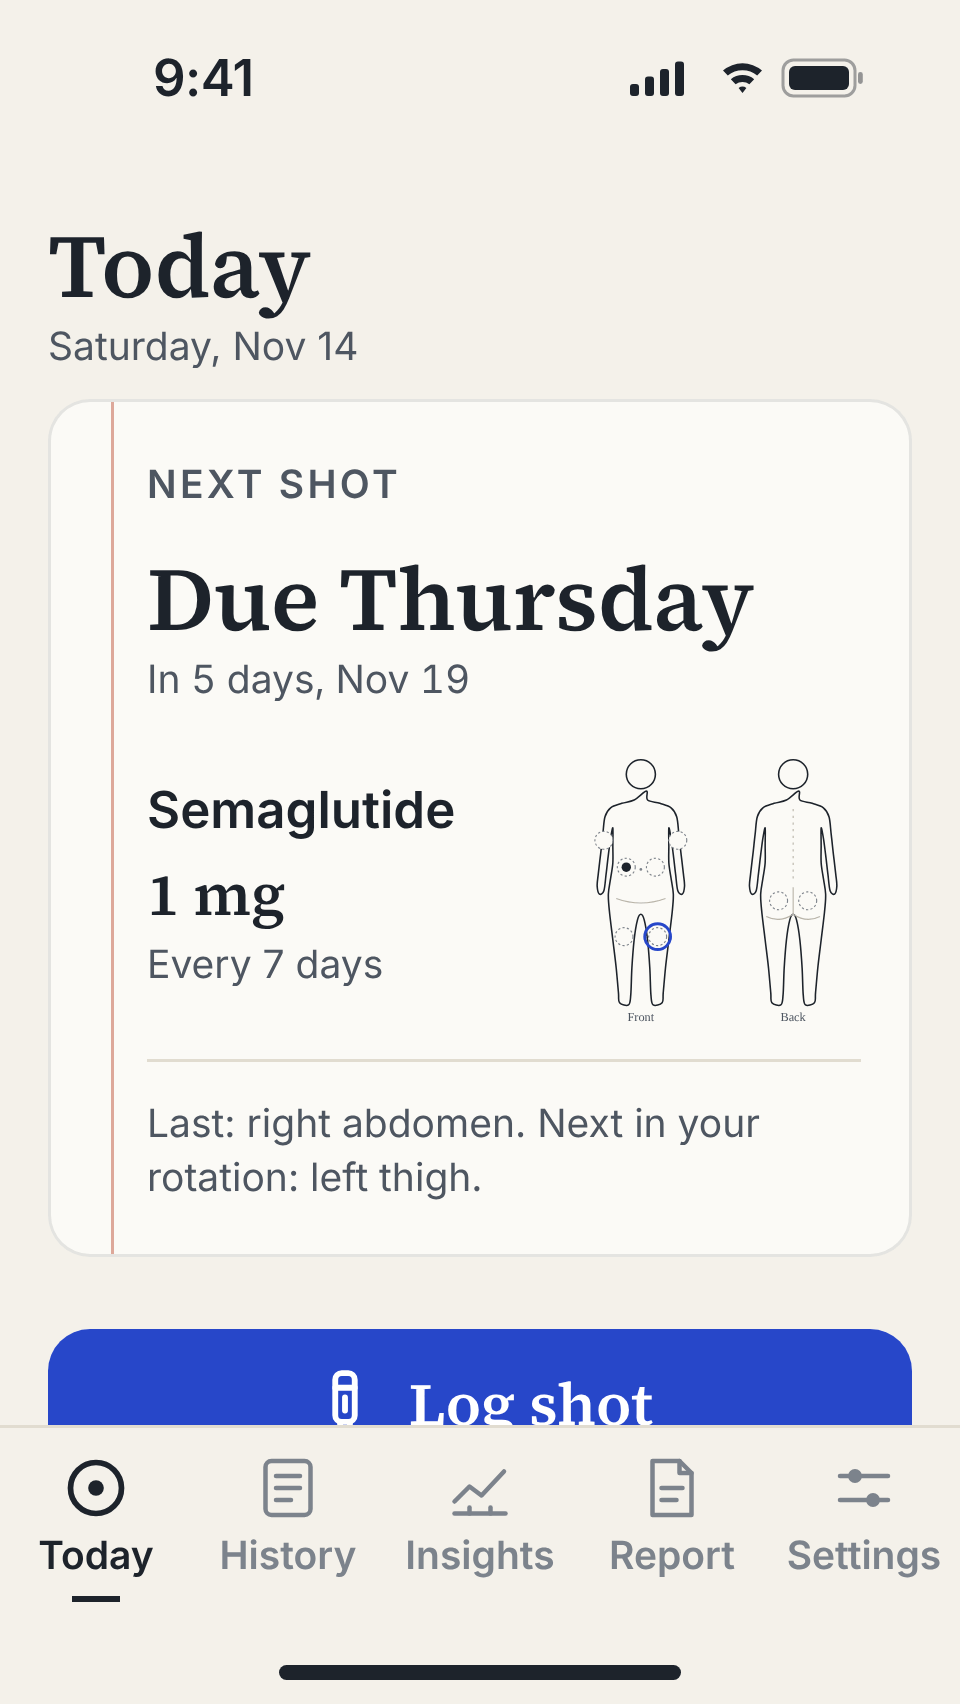 9:41
Today
Saturday, Nov 14
NEXT SHOT
Due Thursday
In 5 days, Nov 19
Semaglutide
1 mg
Every 7 days
Front
Back
Last: right abdomen. Next in your
rotation: left thigh.
Log shot
Today
History
Insights
Report
Settings